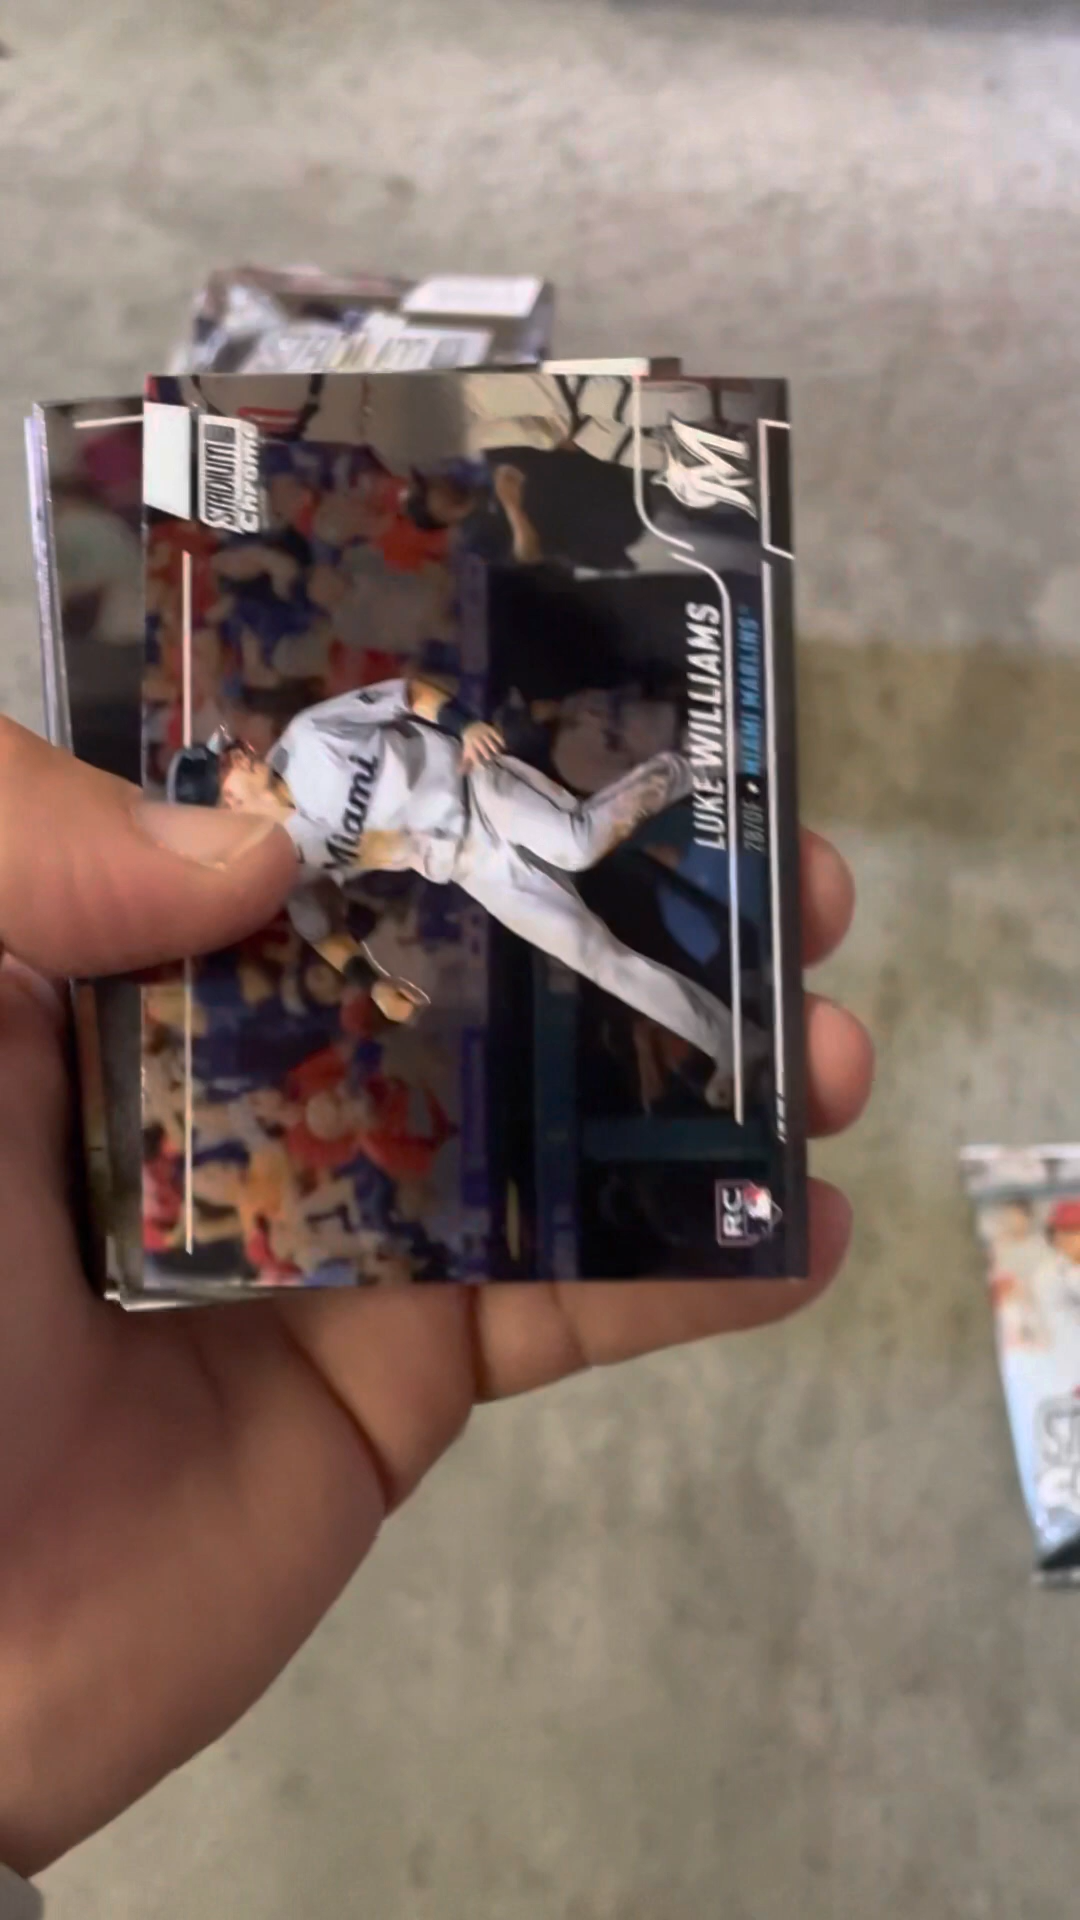 STADIUM
Chrome
Miami
LUKE WILLIAMS
2B/OF • MIAMI MARLINS
RC